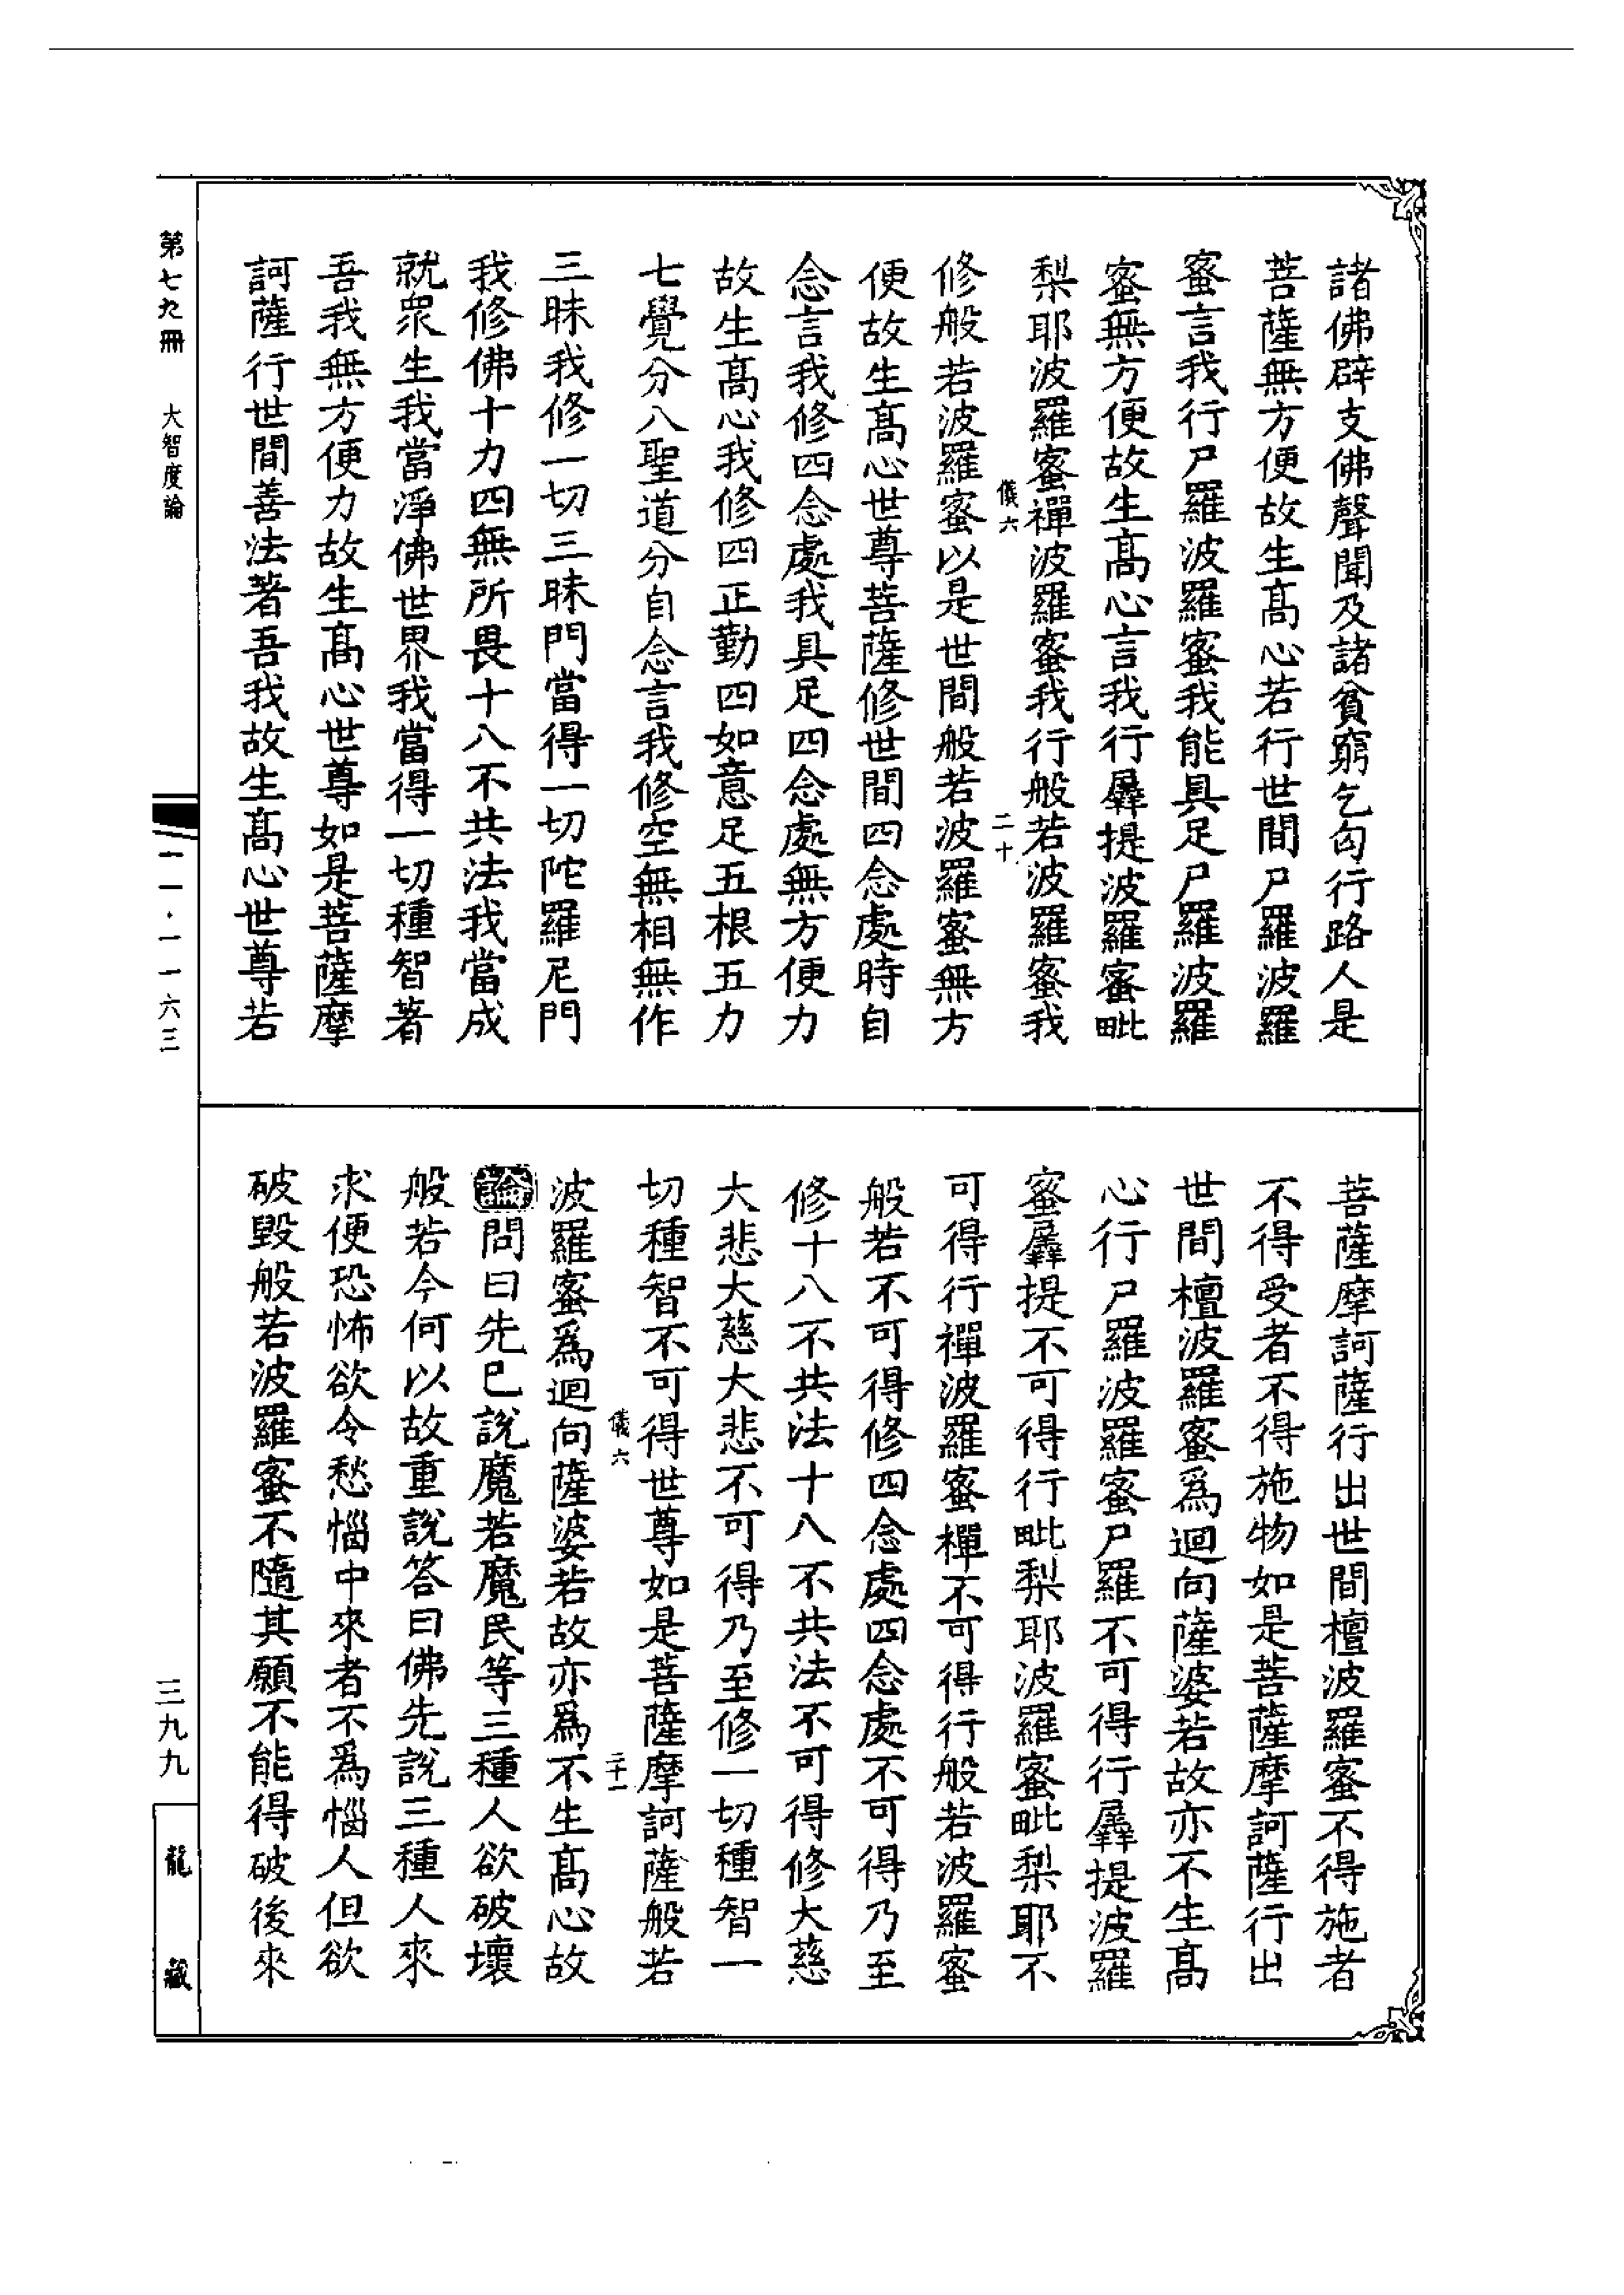 諸佛辟支佛聲聞及諸貧窮乞匃行路人是
菩薩無方便故生髙心若行世間尸羅波羅
蜜言我行尸羅波羅蜜我能具足尸羅波羅
蜜無方便故生髙心言我行羼提波羅蜜毗
梨耶波羅蜜禪波羅蜜我行般若波羅蜜我
儀六
二十
修般若波羅蜜以是世間般若波羅蜜無方
便故生髙心世尊菩薩修世間四念處時自
念言我修四念處我具足四念處無方便力
故生髙心我修四正勤四如意足五根五力
七覺分八聖道分自念言我修空無相無作
三昧我修一切三昧門當得一切陀羅尼門
我修佛十力四無所畏十八不共法我當成
就衆生我當淨佛世界我當得一切種智著
吾我無方便力故生髙心世尊如是菩薩摩
訶薩行世間善法著吾我故生髙心世尊若
菩薩摩訶薩行出世間檀波羅蜜不得施者
不得受者不得施物如是菩薩摩訶薩行出
世間檀波羅蜜爲迴向薩婆若故亦不生髙
心行尸羅波羅蜜尸羅不可得行羼提波羅
蜜羼提不可得行毗梨耶波羅蜜毗梨耶不
可得行禪波羅蜜禪不可得行般若波羅蜜
般若不可得修四念處四念處不可得乃至
修十八不共法十八不共法不可得修大慈
大悲大慈大悲不可得乃至修一切種智一
切種智不可得世尊如是菩薩摩訶薩般若
儀六
二十一
波羅蜜爲迴向薩婆若故亦爲不生髙心故
論問曰先已說魔若魔民等三種人欲破壞
般若今何以故重說答曰佛先說三種人來
求便恐怖欲令愁惱中來者不爲惱人但欲
破毀般若波羅蜜不隨其願不能得破後來
第七九冊 大智度論
一一·一一六三
三九九
龍藏